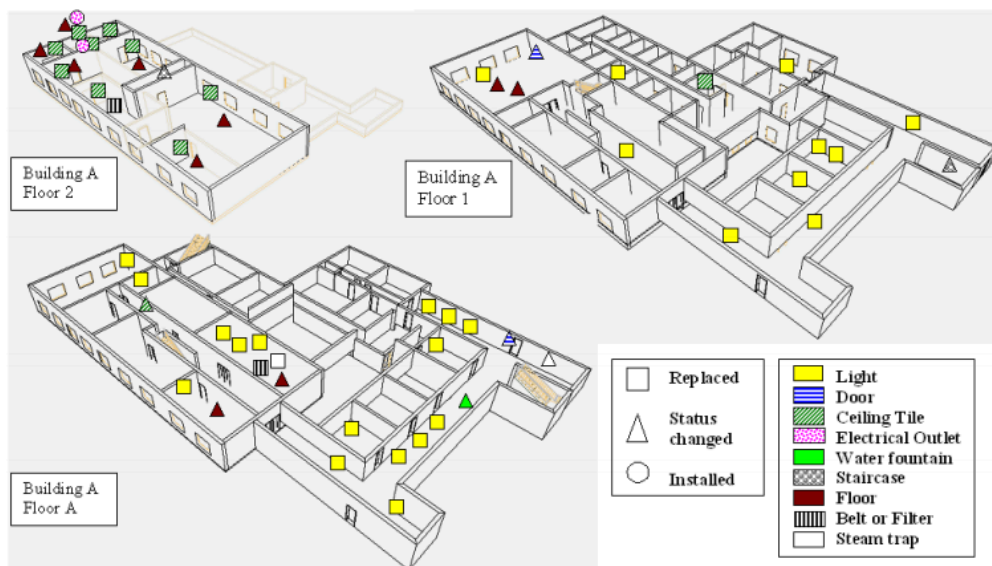 Building A
Floor 2
Building A
Floor 1
Building A
Floor A
Replaced
Status
changed
Installed
Light
Door
Ceiling Tile
Electrical Outlet
Water fountain
Staircase
Floor
Belt or Filter
Steam trap